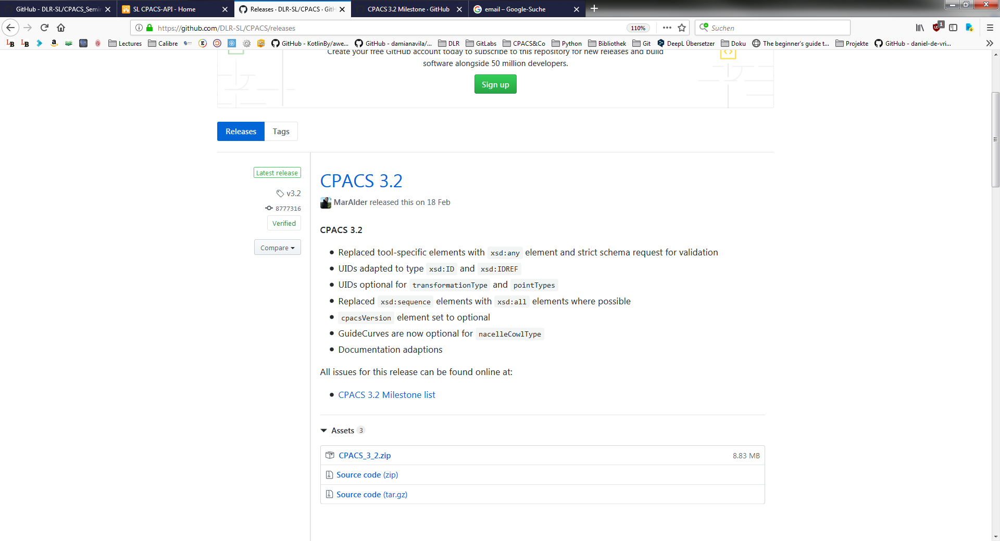 GitHub - DLR-SL/CPACS_Semin
SL CPACS-API - Home
Releases · DLR-SL/CPACS · GitH
CPACS 3.2 Milestone · GitHub
email – Google-Suche
https://github.com/DLR-SL/CPACS/releases
110%
Suchen
1
Lectures
Calibre
GitHub - KotlinBy/awe...
GitHub - damianavila/...
DLR
GitLabs
CPACS&Co
Python
Bibliothek
Git
DeepL Übersetzer
Doku
The beginner's guide t...
Projekte
GitHub - daniel-de-vri...
Create your free GitHub account today to subscribe to this repository for new releases and build
software alongside 50 million developers.
Sign up
Releases
Tags
Latest release
v3.2
8777316
Verified
Compare
CPACS 3.2
MarAlder released this on 18 Feb
CPACS 3.2
• Replaced tool-specific elements with xsd:any element and strict schema request for validation
• UIDs adapted to type xsd:ID and xsd:IDREF
• UIDs optional for transformationType and pointTypes
• Replaced xsd:sequence elements with xsd:all elements where possible
• cpacsVersion element set to optional
• GuideCurves are now optional for nacelleCowlType
• Documentation adaptions
All issues for this release can be found online at:
• CPACS 3.2 Milestone list
Assets 3
CPACS_3_2.zip 8.83 MB
Source code (zip)
Source code (tar.gz)